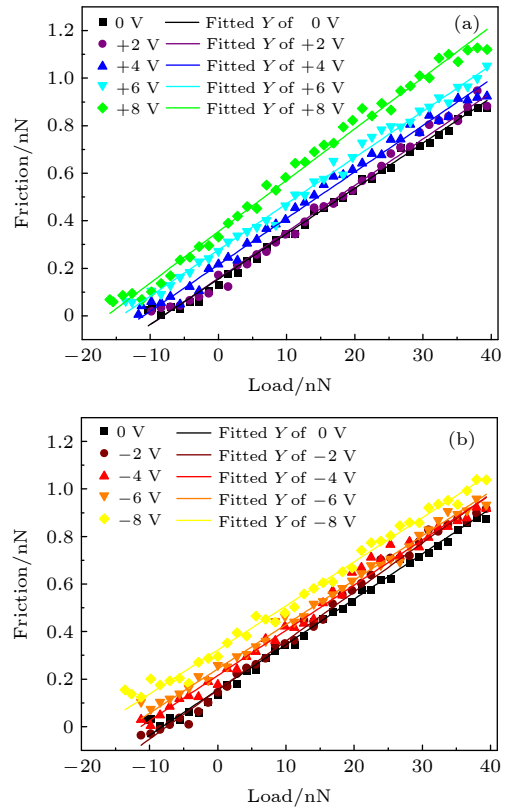 (a)
0 V Fitted Y of 0 V
+2 V Fitted Y of +2 V
+4 V Fitted Y of +4 V
+6 V Fitted Y of +6 V
+8 V Fitted Y of +8 V
1.2
1.0
0.8
0.6
0.4
0.2
0
Friction/nN
−20 −10 0 10 20 30 40
Load/nN
(b)
0 V Fitted Y of 0 V
−2 V Fitted Y of −2 V
−4 V Fitted Y of −4 V
−6 V Fitted Y of −6 V
−8 V Fitted Y of −8 V
1.2
1.0
0.8
0.6
0.4
0.2
0
Friction/nN
−20 −10 0 10 20 30 40
Load/nN